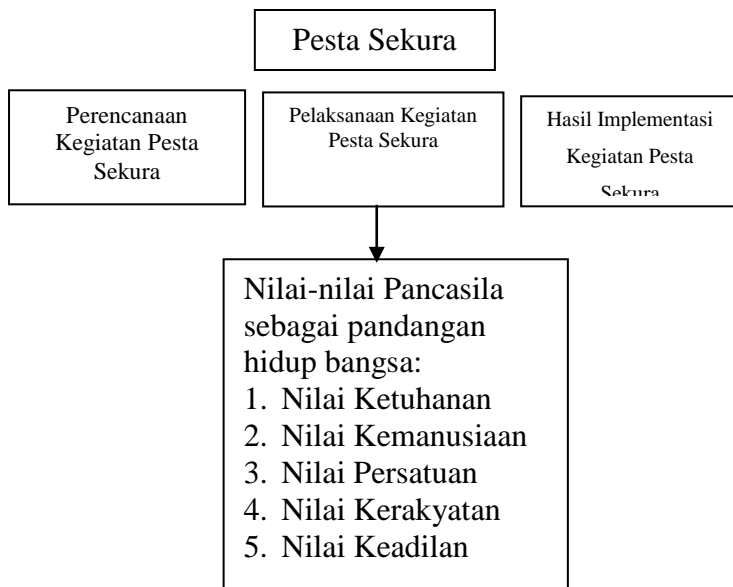 Pesta Sekura
Perencanaan
Kegiatan Pesta
Sekura
Pelaksanaan Kegiatan
Pesta Sekura
Hasil Implementasi
Kegiatan Pesta
Sekura
Nilai-nilai Pancasila
sebagai pandangan
hidup bangsa:
1. Nilai Ketuhanan
2. Nilai Kemanusiaan
3. Nilai Persatuan
4. Nilai Kerakyatan
5. Nilai Keadilan